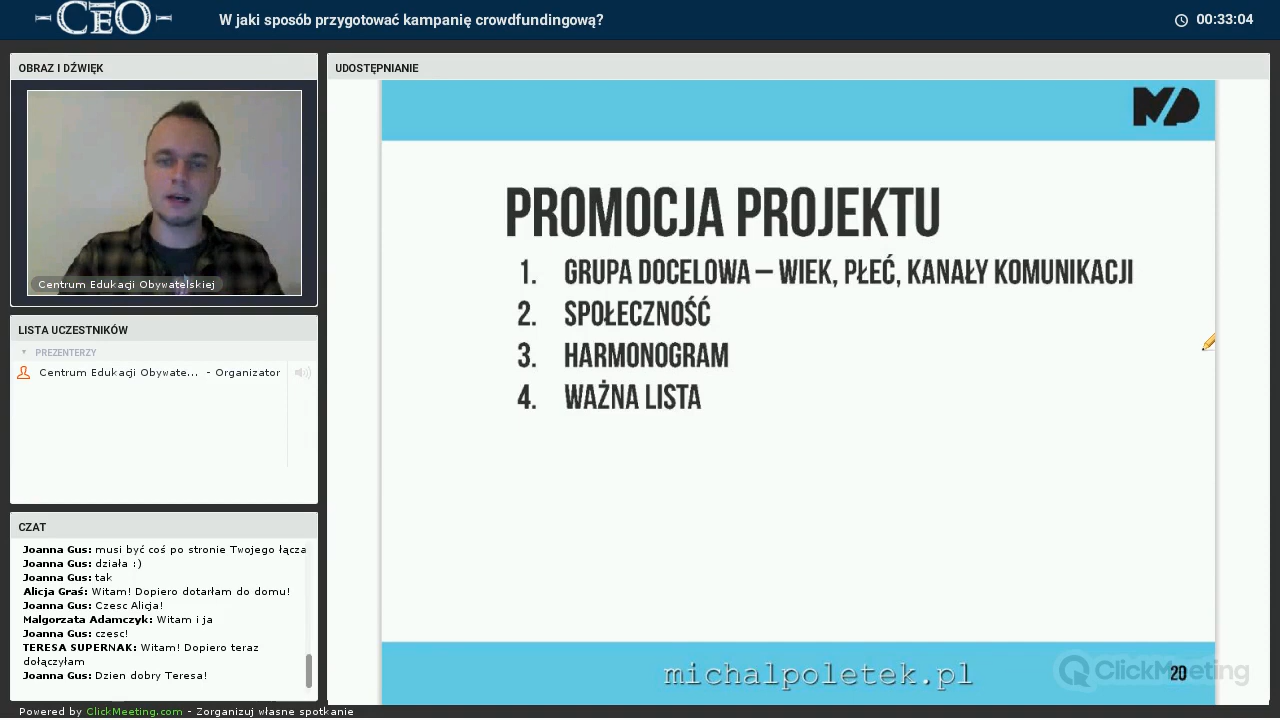 CEO
W jaki sposób przygotować kampanię crowdfundingową?
00:33:04
OBRAZ I DŹWIĘK
Centrum Edukacji Obywatelskiej
LISTA UCZESTNIKÓW
PREZENTERZY
Centrum Edukacji Obywate... - Organizator
CZAT
Joanna Gus: musi być coś po stronie Twojego łącza
Joanna Gus: działa :)
Joanna Gus: tak
Alicja Graś: Witam! Dopiero dotarłam do domu!
Joanna Gus: Czesc Alicja!
Malgorzata Adamczyk: Witam i ja
Joanna Gus: czesc!
TERESA SUPERNAK: Witam! Dopiero teraz
dołączyłam
Joanna Gus: Dzien dobry Teresa!
Powered by ClickMeeting.com - Zorganizuj własne spotkanie
UDOSTĘPNIANIE
MP
PROMOCJA PROJEKTU
1. GRUPA DOCELOWA – WIEK, PŁEĆ, KANAŁY KOMUNIKACJI
2. SPOŁECZNOŚĆ
3. HARMONOGRAM
4. WAŻNA LISTA
michalpoletek.pl
ClickMeeting
20